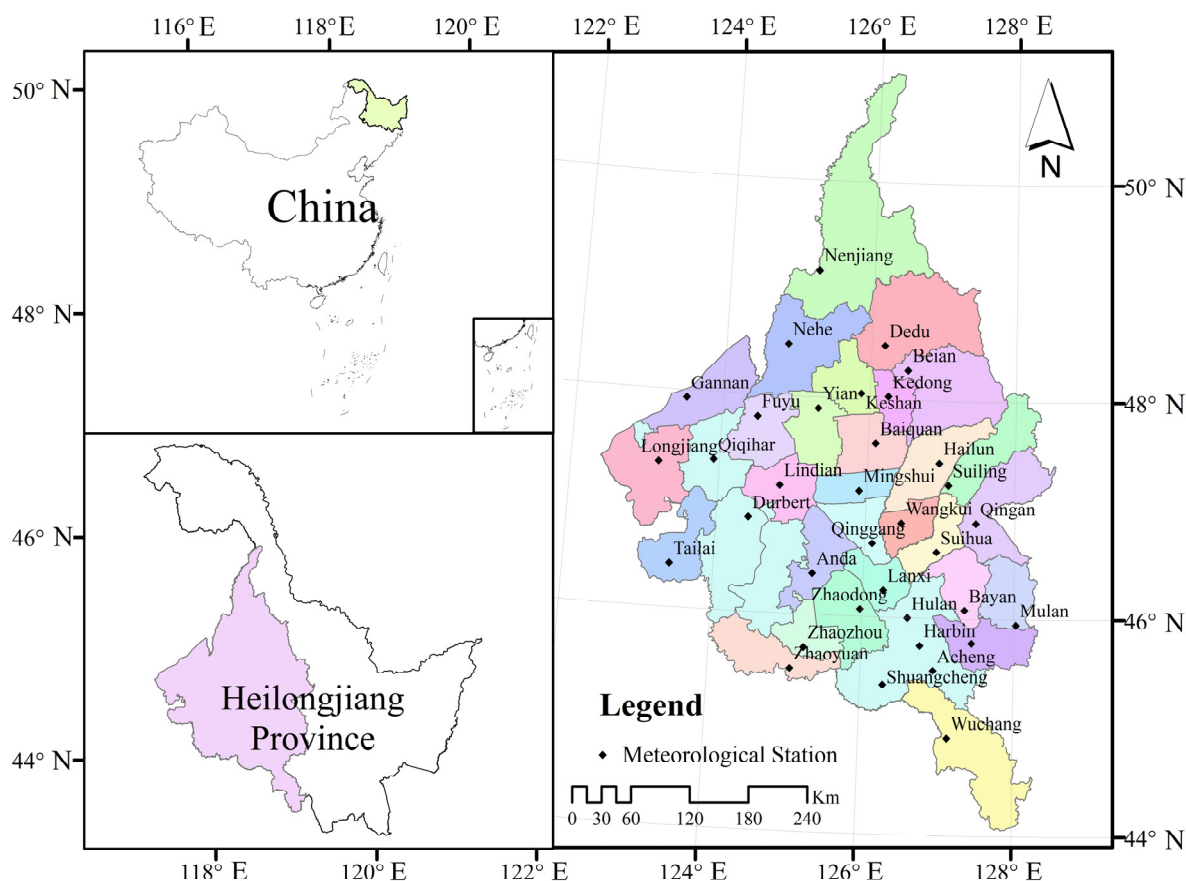 116° E 118° E 120° E 122° E 124° E 126° E 128° E
50° N
China
50° N
Nenjiang
48° N
Nehe
Dedu
Beian
Gannan
Kedong
Yian
Keshan
Fuyu
48° N
Baiquan
Longjiang
Qiqihar
Hailun
Lindian
Mingshui
Suiling
Durbert
Wangkui
Qingan
Qinggang
Suihua
46° N
Tailai
Anda
Lanxi
Zhaodong
Hulan
Bayan
Mulan
46° N
Harbin
Zhaozhou
Zhaoyuan
Acheng
Shuangcheng
Heilongjiang
Province
Legend
Wuchang
Meteorological Station
44° N
Km
0 30 60 120 180 240
N
44° N
118° E 120° E 122° E 124° E 126° E 128° E